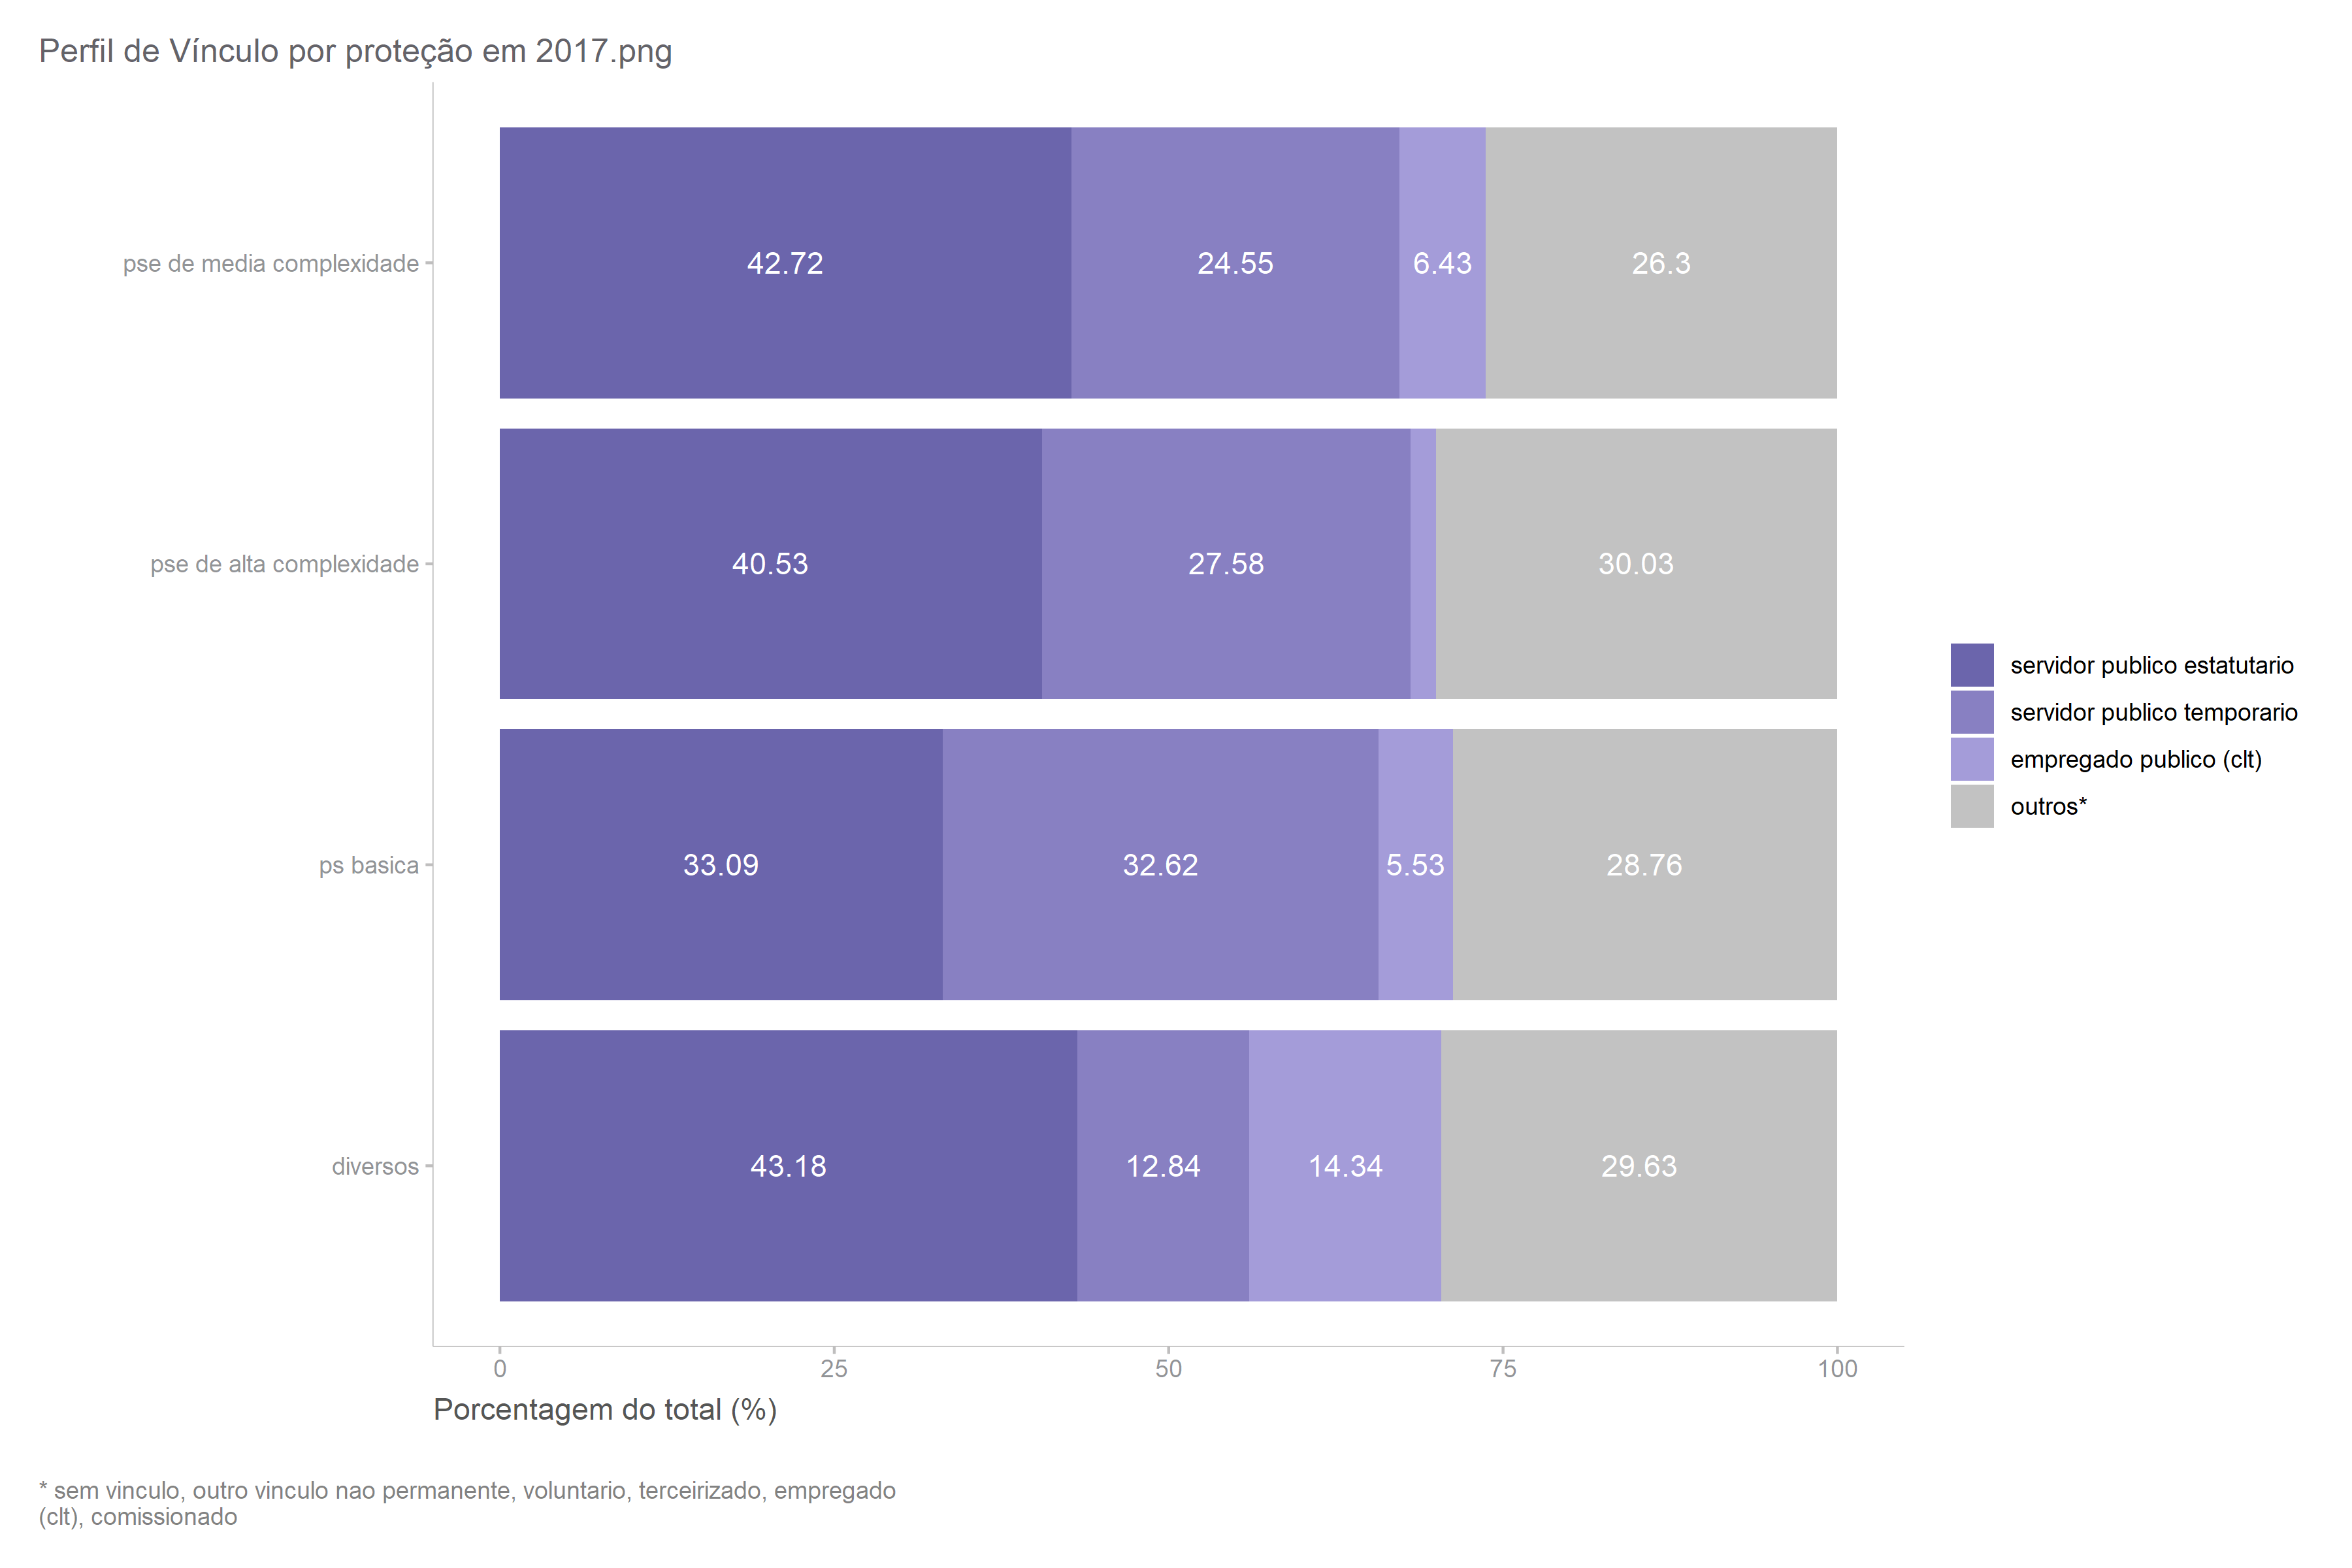 Perfil de Vínculo por proteção em 2017.png
pse de media complexidade
42.72
24.55
6.43
26.3
pse de alta complexidade
40.53
27.58
30.03
ps basica
33.09
32.62
5.53
28.76
diversos
43.18
12.84
14.34
29.63
servidor publico estatutario
servidor publico temporario
empregado publico (clt)
outros*
0
25
50
75
100
Porcentagem do total (%)
* sem vinculo, outro vinculo nao permanente, voluntario, terceirizado, empregado
(clt), comissionado